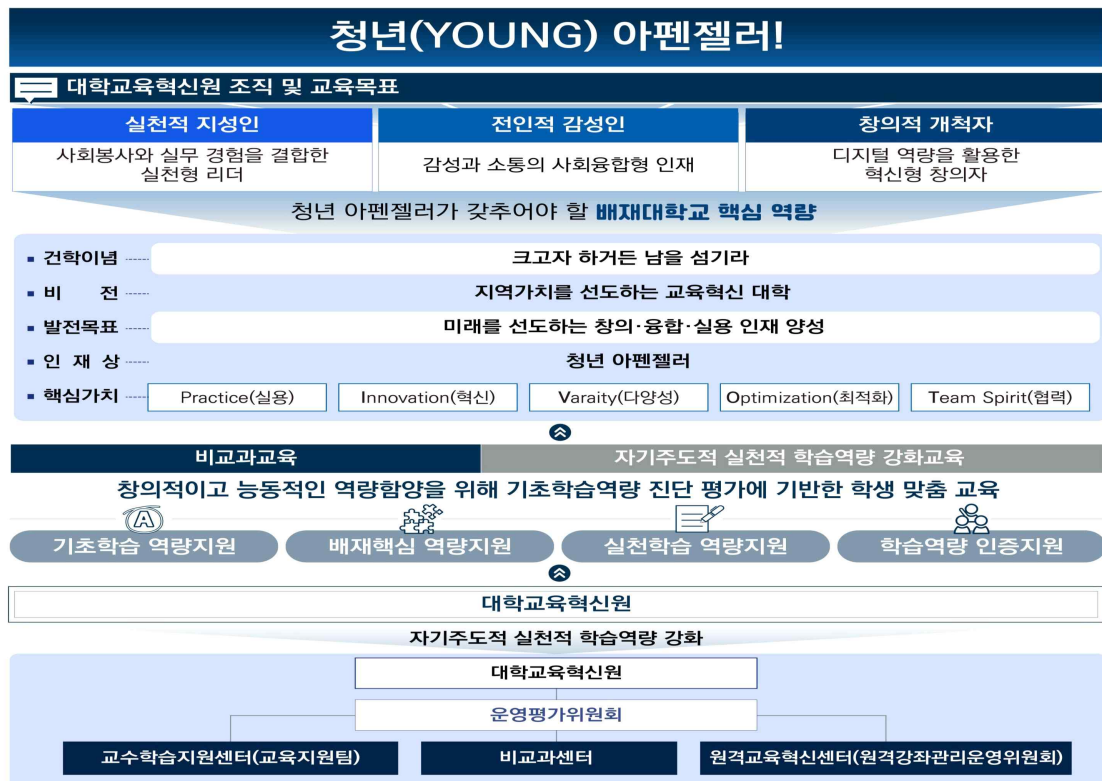 청년(YOUNG) 아펜젤러!
대학교육혁신원 조직 및 교육목표
실천적 지성인
사회봉사와 실무 경험을 결합한
실천형 리더
전인적 감성인
감성과 소통의 사회융합형 인재
창의적 개척자
디지털 역량을 활용한
혁신형 창의자
청년 아펜젤러가 갖추어야 할 배재대학교 핵심 역량
건학이념 크고자 하거든 남을 섬기라
비 전 지역가치를 선도하는 교육혁신 대학
발전목표 미래를 선도하는 창의·융합·실용 인재 양성
인 재 상 청년 아펜젤러
핵심가치 Practice(실용) Innovation(혁신) Varaity(다양성) Optimization(최적화) Team Spirit(협력)
비교과교육 자기주도적 실천적 학습역량 강화교육
창의적이고 능동적인 역량함양을 위해 기초학습역량 진단 평가에 기반한 학생 맞춤 교육
A
기초학습 역량지원 배재핵심 역량지원 실천학습 역량지원 학습역량 인증지원
대학교육혁신원
자기주도적 실천적 학습역량 강화
대학교육혁신원
운영평가위원회
교수학습지원센터(교육지원팀) 비교과센터 원격교육혁신센터(원격강좌관리운영위원회)